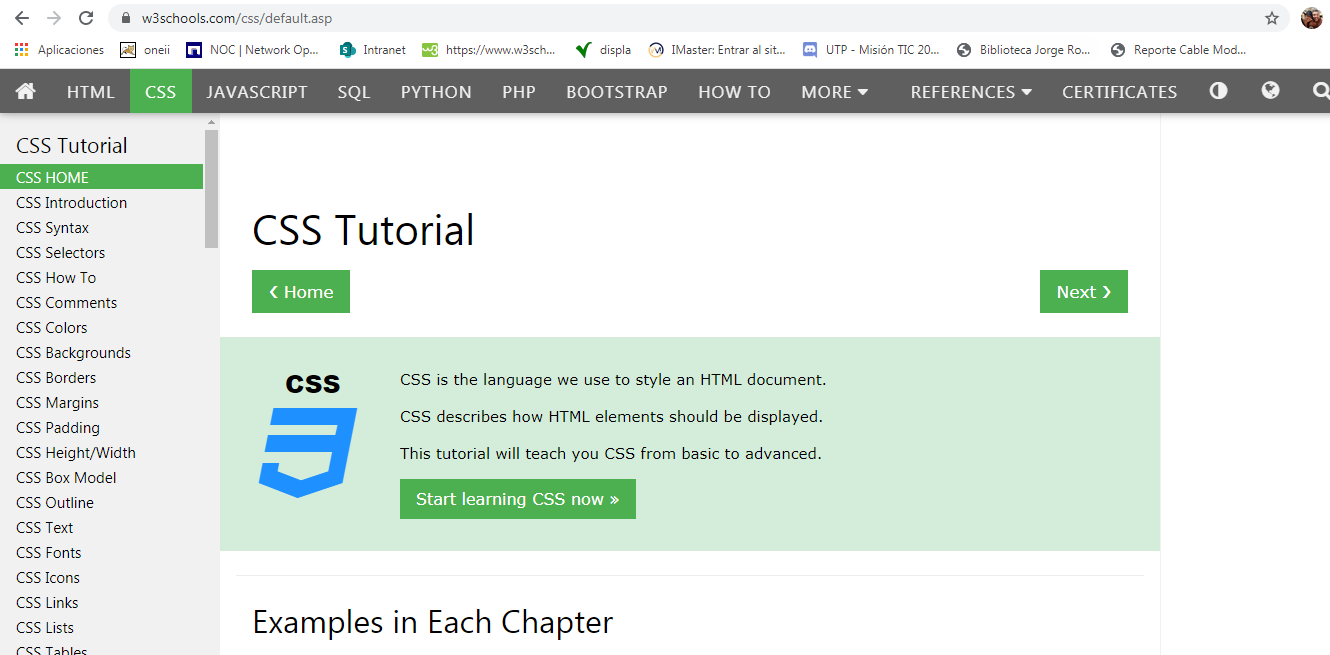 w3schools.com/css/default.asp
Aplicaciones oneii NOC | Network Op... Intranet https://www.w3sch... displa IMaster: Entrar al sit... UTP - Misión TIC 20... Biblioteca Jorge Ro... Reporte Cable Mod...
HTML CSS JAVASCRIPT SQL PYTHON PHP BOOTSTRAP HOW TO MORE REFERENCES CERTIFICATES
CSS Tutorial
CSS HOME
CSS Introduction
CSS Syntax
CSS Selectors
CSS How To
CSS Comments
CSS Colors
CSS Backgrounds
CSS Borders
CSS Margins
CSS Padding
CSS Height/Width
CSS Box Model
CSS Outline
CSS Text
CSS Fonts
CSS Icons
CSS Links
CSS Lists
CSS Tables
CSS Tutorial
❮ Home
Next ❯
CSS
CSS is the language we use to style an HTML document.
CSS describes how HTML elements should be displayed.
This tutorial will teach you CSS from basic to advanced.
Start learning CSS now »
Examples in Each Chapter